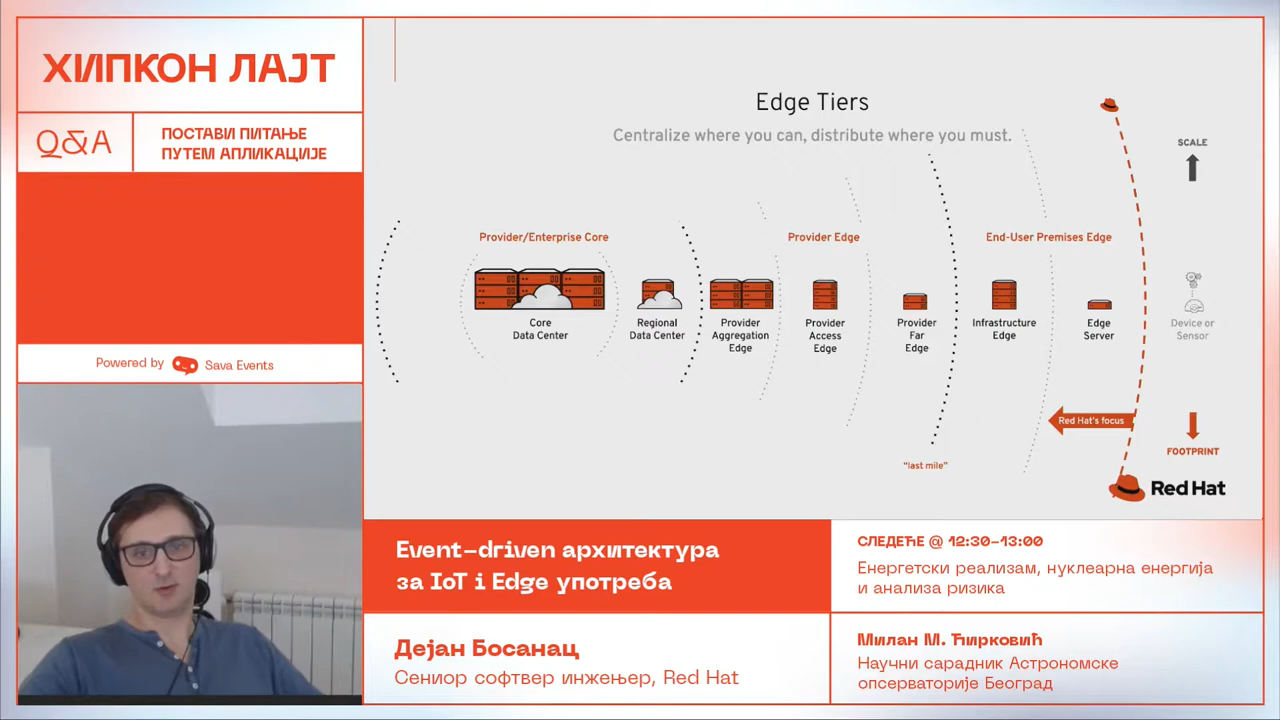 ХИПКОН ЛАЈТ
Q&A
ПОСТАВИ ПИТАЊЕ
ПУТЕМ АПЛИКАЦИЈЕ
Powered by Sava Events
Edge Tiers
Centralize where you can, distribute where you must.
SCALE
Provider/Enterprise Core
Provider Edge
End-User Premises Edge
Core
Data Center
Regional
Data Center
Provider
Aggregation
Edge
Provider
Access
Edge
Provider
Far
Edge
Infrastructure
Edge
Edge
Server
Device or
Sensor
Red Hat's focus
FOOTPRINT
"last mile"
Red Hat
Event-driven архитектура
за IoT i Edge употреба
Дејан Босанац
Сениор софтвер инжењер, Red Hat
СЛЕДЕЋЕ @ 12:30-13:00
Енергетски реализам, нуклеарна енергија
и анализа ризика
Милан М. Ћирковић
Научни сарадник Астрономске
опсерваторије Београд